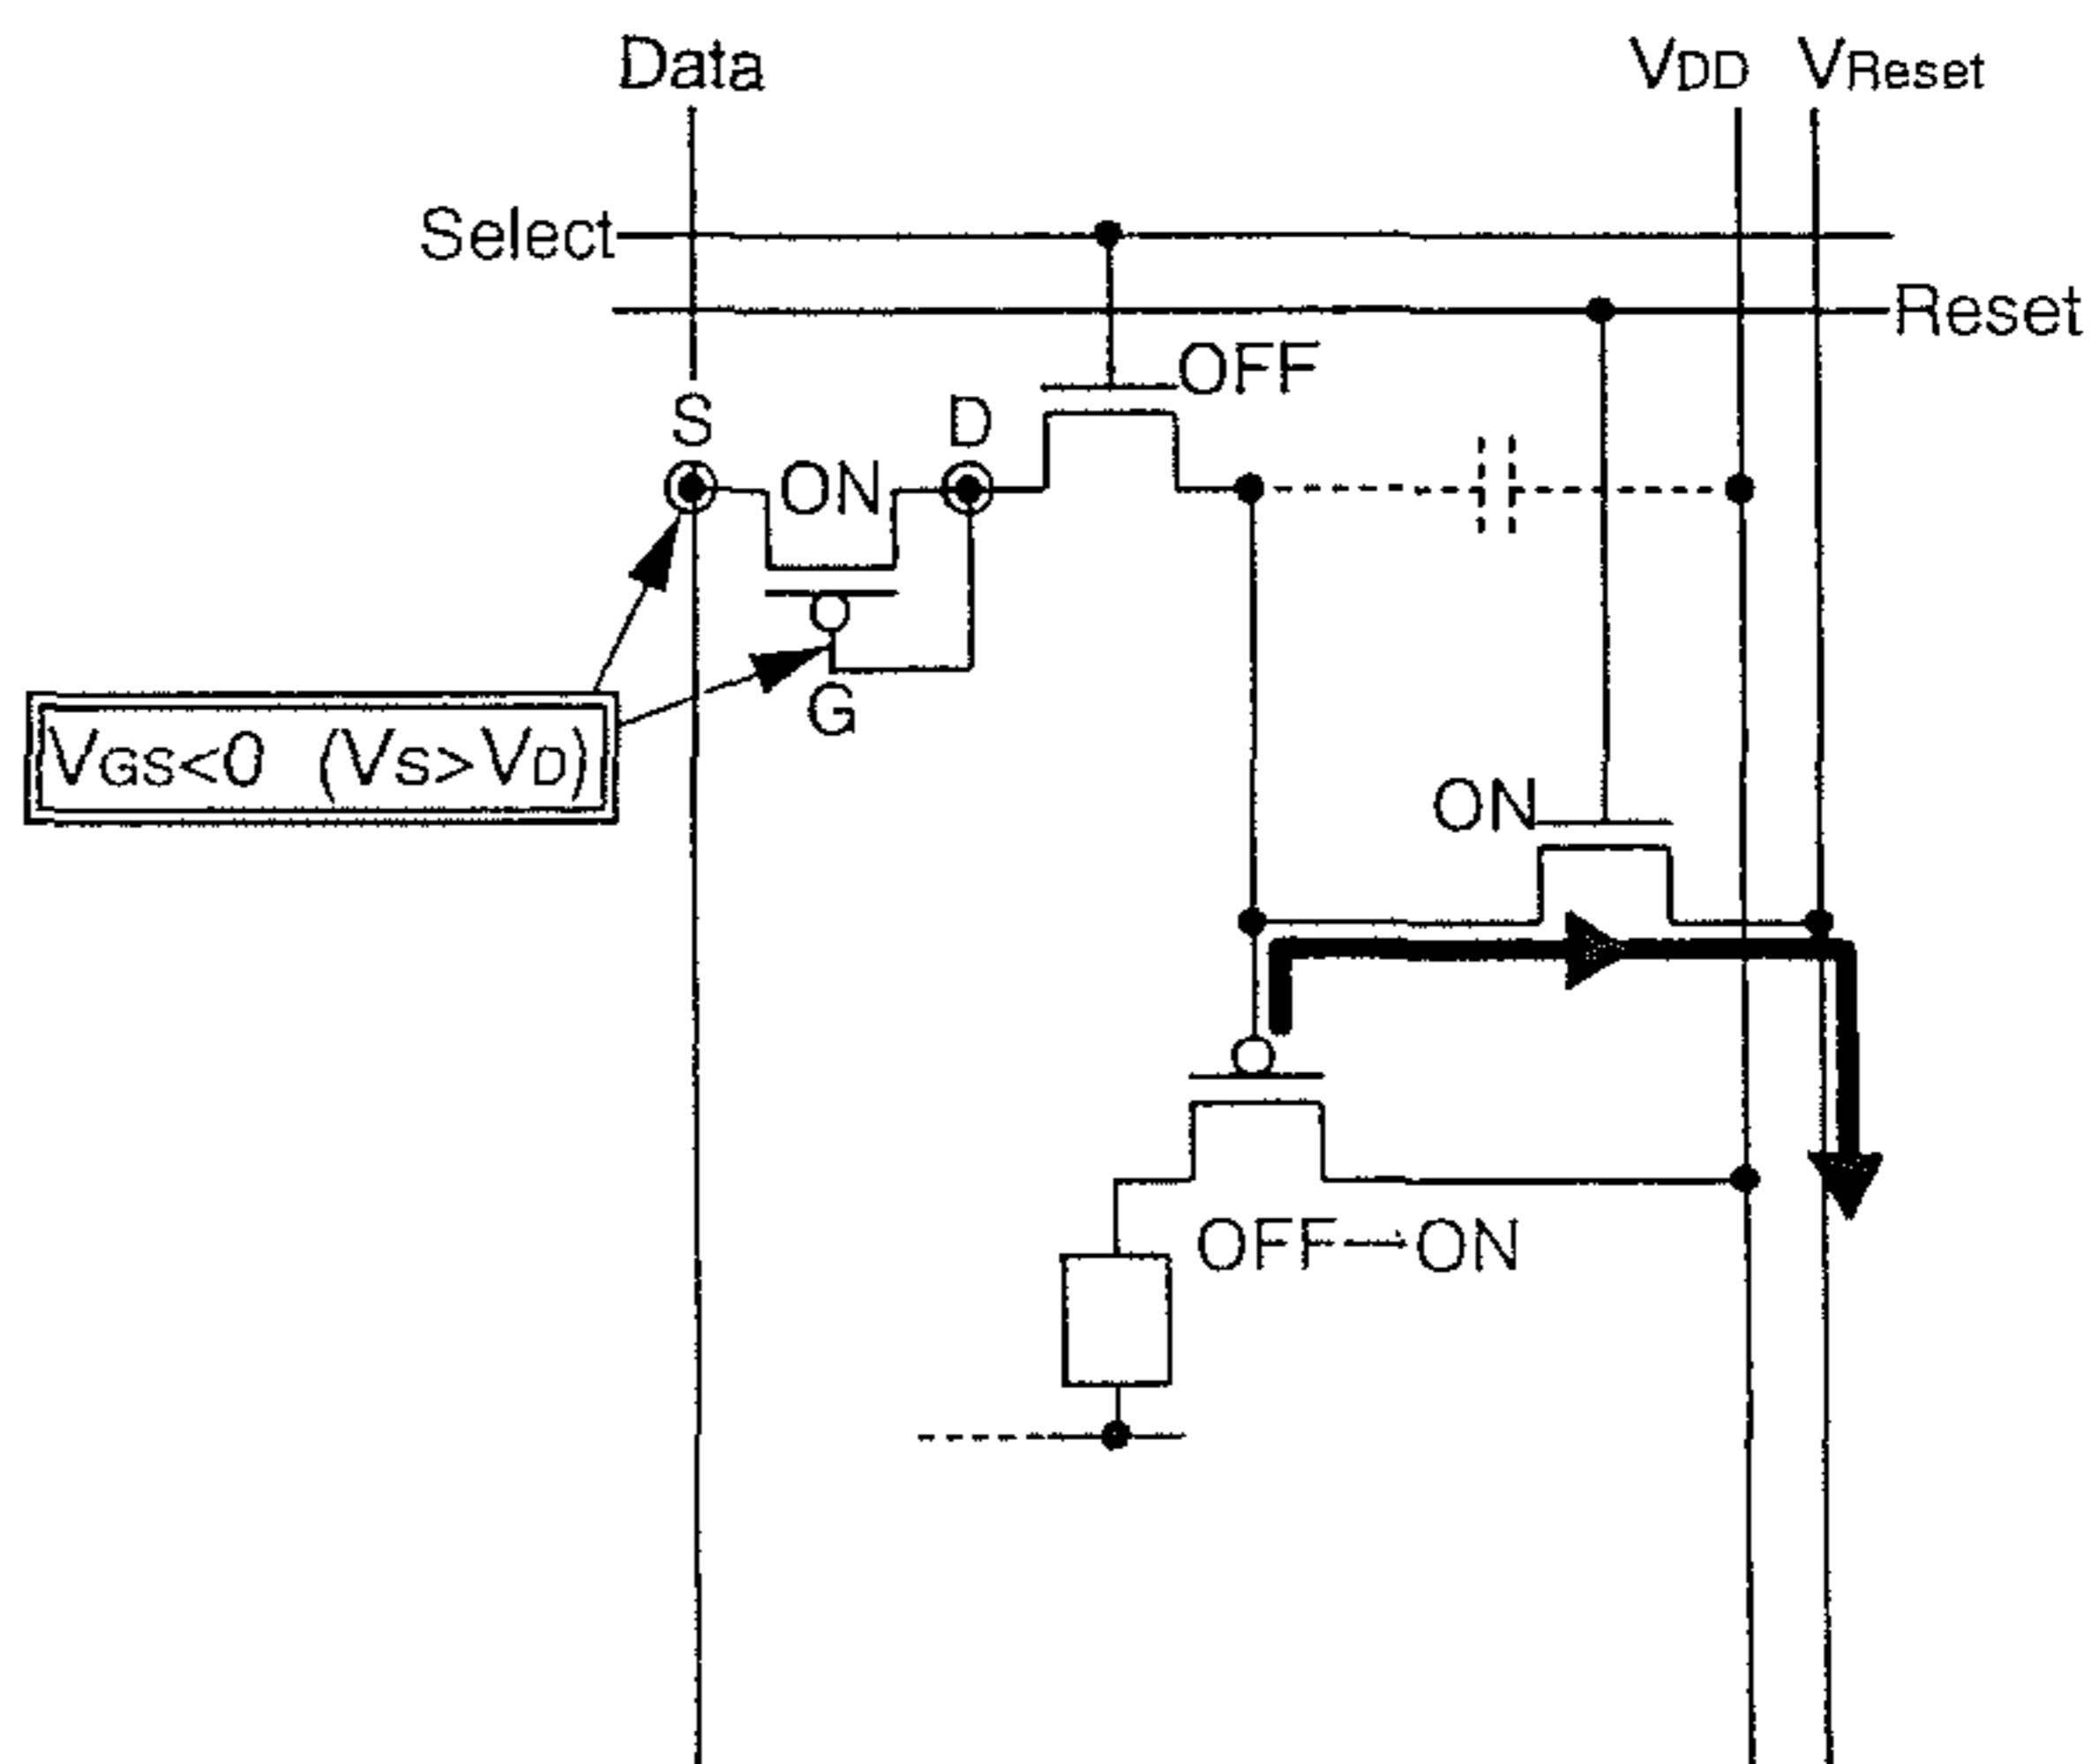 Data
VDD VReset
Select
Reset
OFF
S
D
ON
G
VGS<0 (VS>VD)
ON
OFF→ON